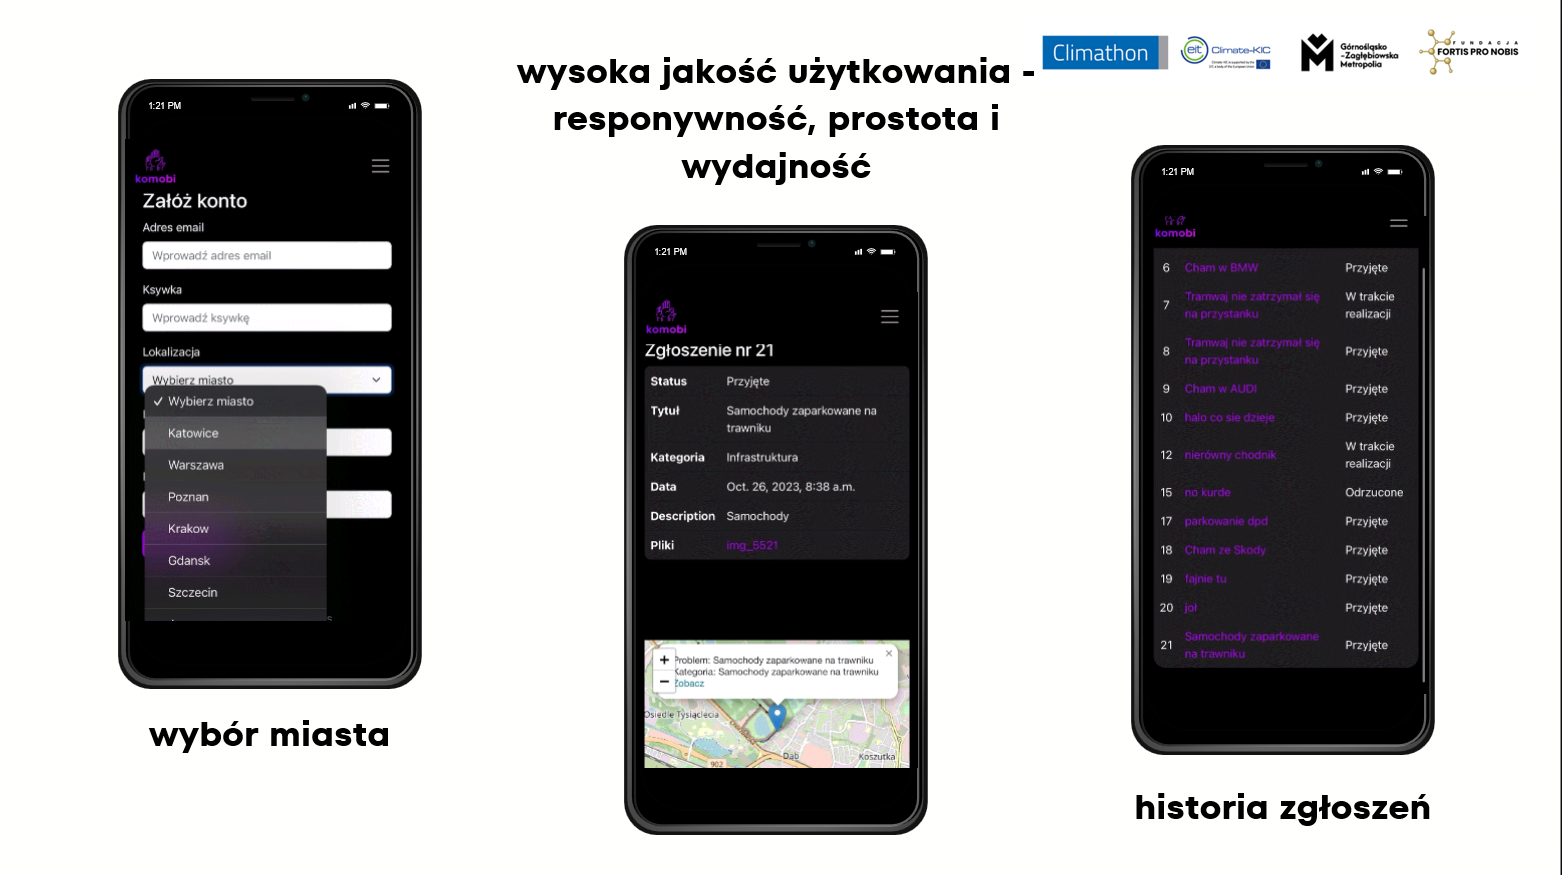 wysoka jakość użytkowania -
responywność, prostota i
wydajność
Climathon
eit
Climate-KIC
Górnośląsko
-Zagłębiowska
Metropolia
FUNDACJA
FORTIS PRO NOBIS
1:21 PM
komobi
Załóż konto
Adres email
Wprowadź adres email
Ksywka
Wprowadź ksywkę
Lokalizacja
Wybierz miasto
✓ Wybierz miasto
Katowice
Warszawa
Poznan
Krakow
Gdansk
Szczecin
wybór miasta
1:21 PM
komobi
Zgłoszenie nr 21
Status Przyjęte
Tytuł Samochody zaparkowane na
trawniku
Kategoria Infrastruktura
Data Oct. 26, 2023, 8:38 a.m.
Description Samochody
Pliki img_5521
+
−
×
Problem: Samochody zaparkowane na trawniku
Kategoria: Samochody zaparkowane na trawniku
Zobacz
Osiedle Tysiąclecia
Dąb
Koszutka
902
1:21 PM
komobi
6 Cham w BMW Przyjęte
7 Tramwaj nie zatrzymał się na przystanku W trakcie realizacji
8 Tramwaj nie zatrzymał się na przystanku Przyjęte
9 Cham w AUDI Przyjęte
10 halo co sie dzieje Przyjęte
12 nierówny chodnik W trakcie realizacji
15 no kurde Odrzucone
17 parkowanie dpd Przyjęte
18 Cham ze Skody Przyjęte
19 fajnie tu Przyjęte
20 joł Przyjęte
21 Samochody zaparkowane na trawniku Przyjęte
historia zgłoszeń